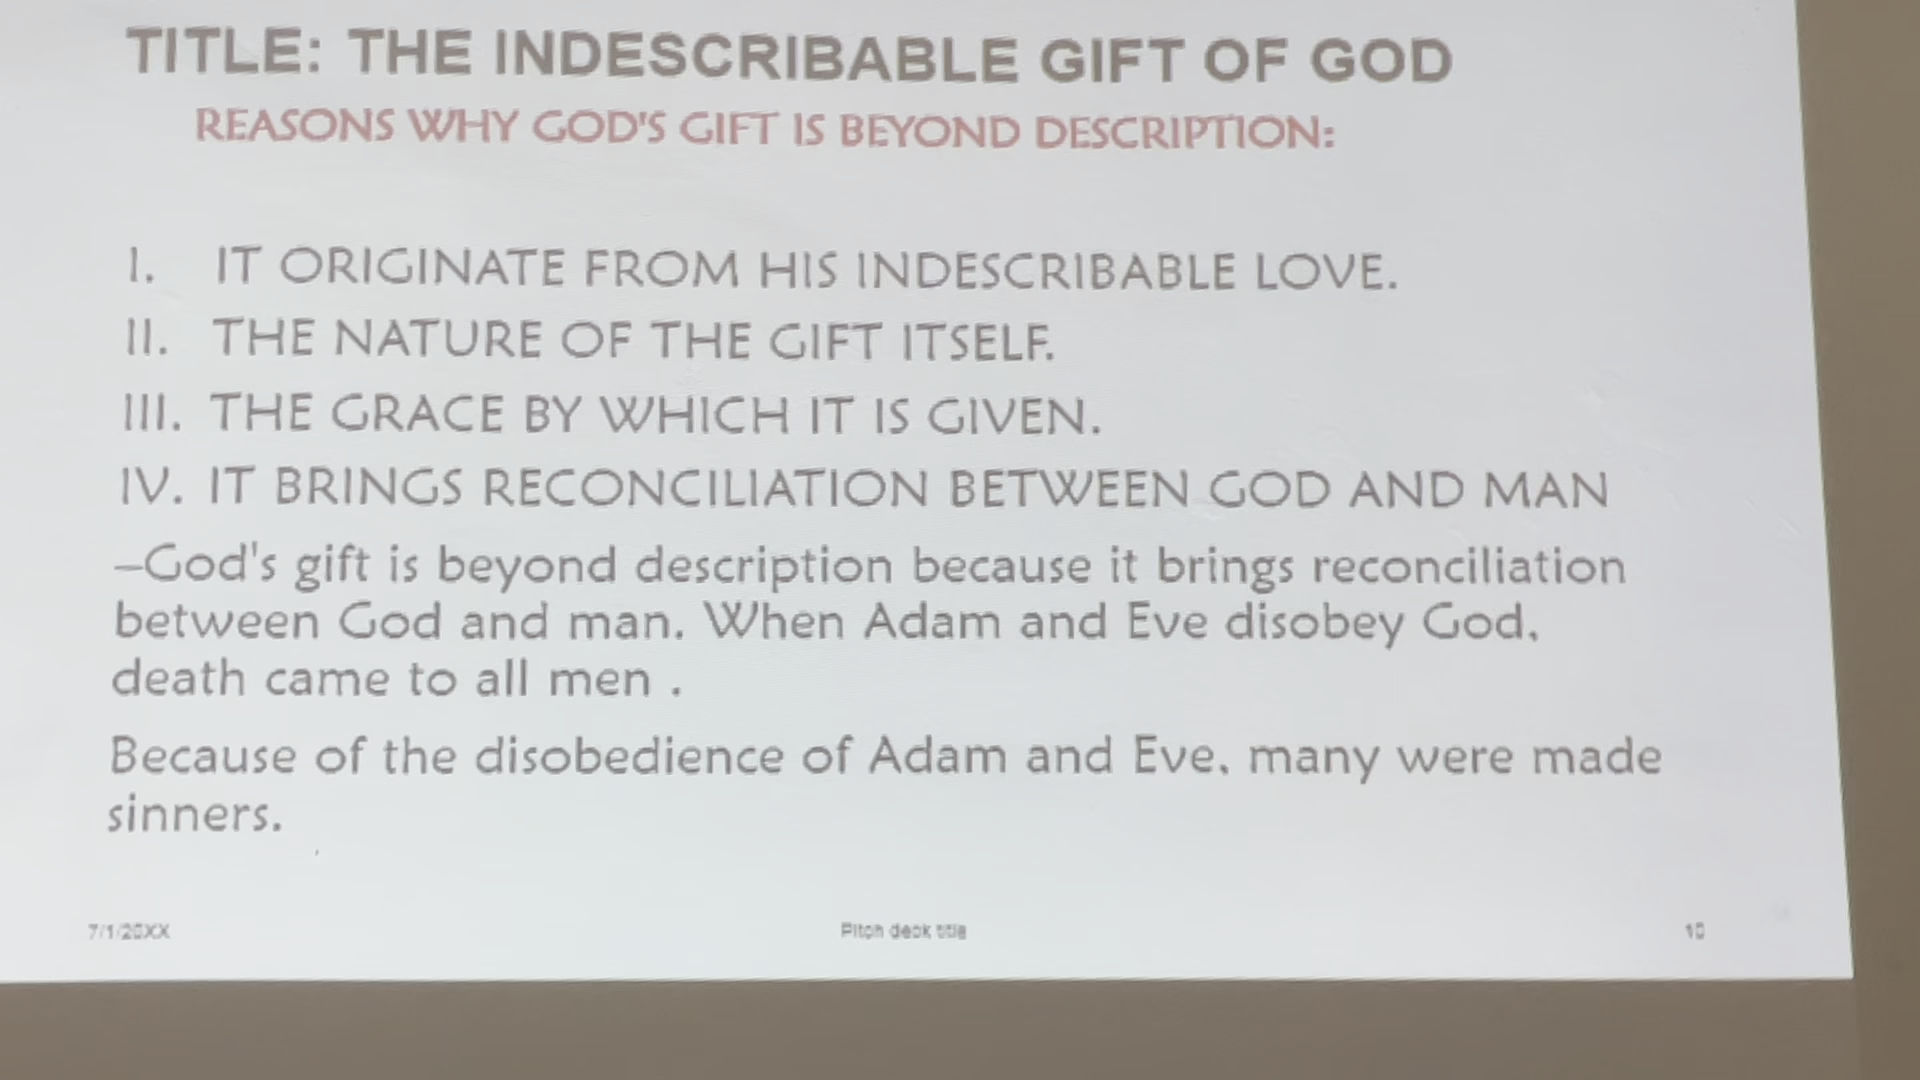 TITLE: THE INDESCRIBABLE GIFT OF GOD
REASONS WHY GOD'S GIFT IS BEYOND DESCRIPTION:
I. IT ORIGINATE FROM HIS INDESCRIBABLE LOVE.
II. THE NATURE OF THE GIFT ITSELF.
III. THE GRACE BY WHICH IT IS GIVEN.
IV. IT BRINGS RECONCILIATION BETWEEN GOD AND MAN
–God's gift is beyond description because it brings reconciliation
between God and man. When Adam and Eve disobey God,
death came to all men .
Because of the disobedience of Adam and Eve, many were made
sinners.
7/1/20XX
Pitch deck title
10